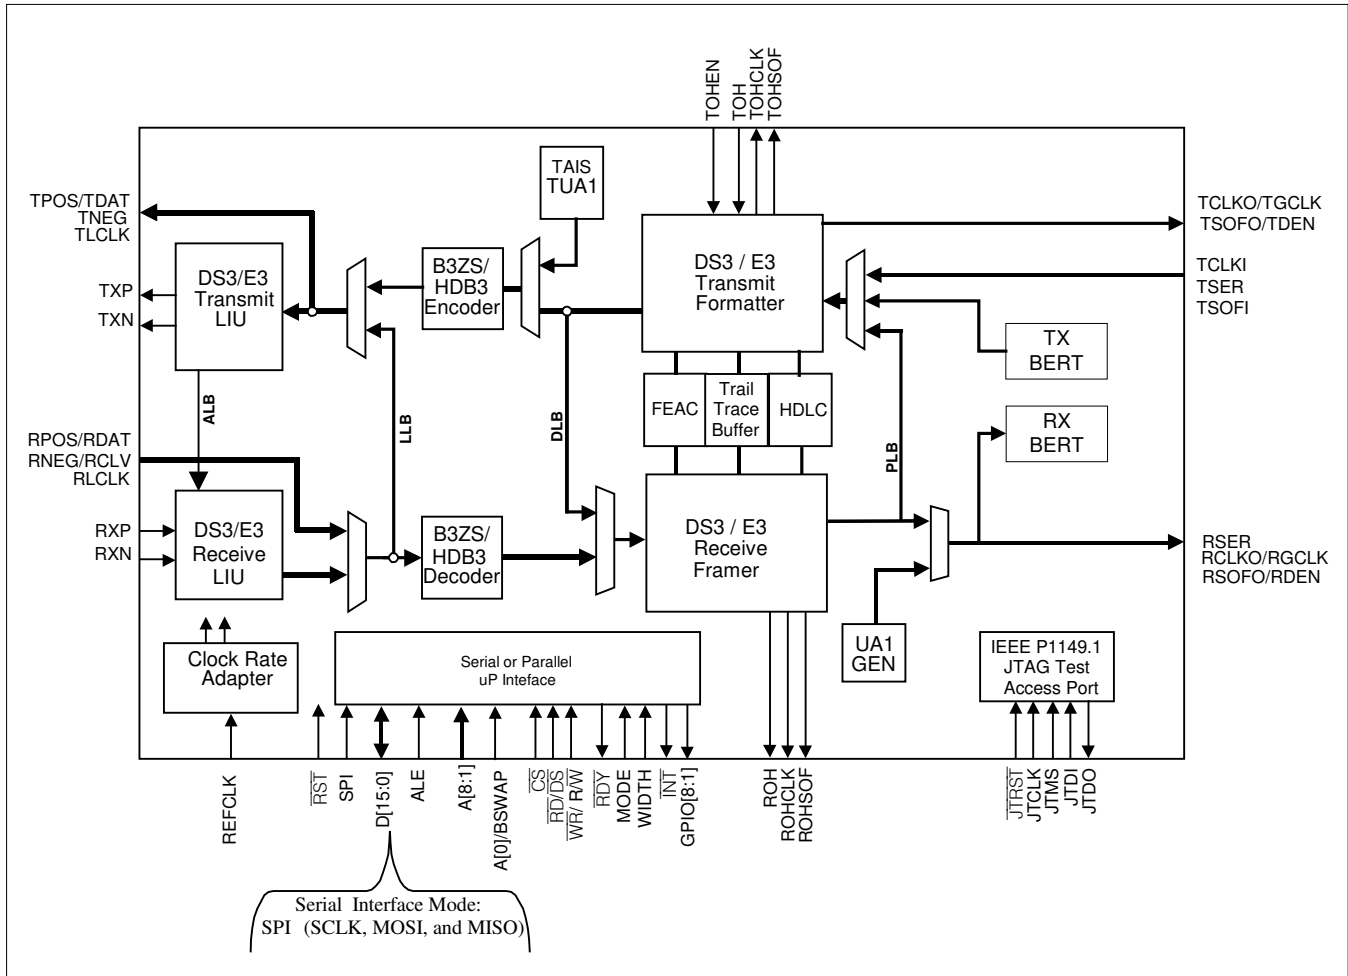 TOHEN
TOH
TOHCLK
TOHSOF
TAIS
TUA1
TPOS/TDAT
TNEG
TLCLK
TCLKO/TGCLK
TSOFO/TDEN
DS3/E3
Transmit
LIU
B3ZS/
HDB3
Encoder
DS3 / E3
Transmit
Formatter
TCLKI
TSER
TSOFI
TXP
TXN
TX
BERT
ALB
LLB
DLB
FEAC
Trail
Trace
Buffer
HDLC
PLB
RX
BERT
RPOS/RDAT
RNEG/RCLV
RLCLK
RXP
RXN
DS3/E3
Receive
LIU
B3ZS/
HDB3
Decoder
DS3 / E3
Receive
Framer
RSER
RCLKO/RGCLK
RSOFO/RDEN
Clock Rate
Adapter
Serial or Parallel
uP Inteface
UA1
GEN
IEEE P1149.1
JTAG Test
Access Port
REFCLK
RST
SPI
D[15:0]
ALE
A[8:1]
A[0]/BSWAP
CS
RD/DS
WR/ R/W
RDY
MODE
WIDTH
INT
GPIO[8:1]
ROH
ROHCLK
ROHSOF
JTRST
JTCLK
JTMS
JTDI
JTDO
Serial Interface Mode:
SPI (SCLK, MOSI, and MISO)